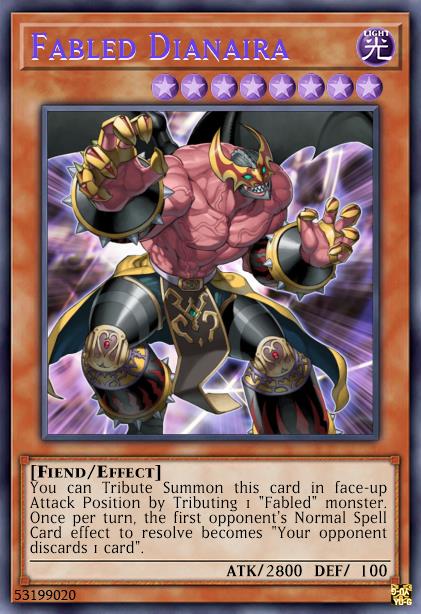 Fabled Dianaira
LIGHT
光
[Fiend/Effect]
You can Tribute Summon this card in face-up
Attack Position by Tributing 1 "Fabled" monster.
Once per turn, the first opponent's Normal Spell
Card effect to resolve becomes "Your opponent
discards 1 card".
ATK/2800 DEF/ 100
53199020